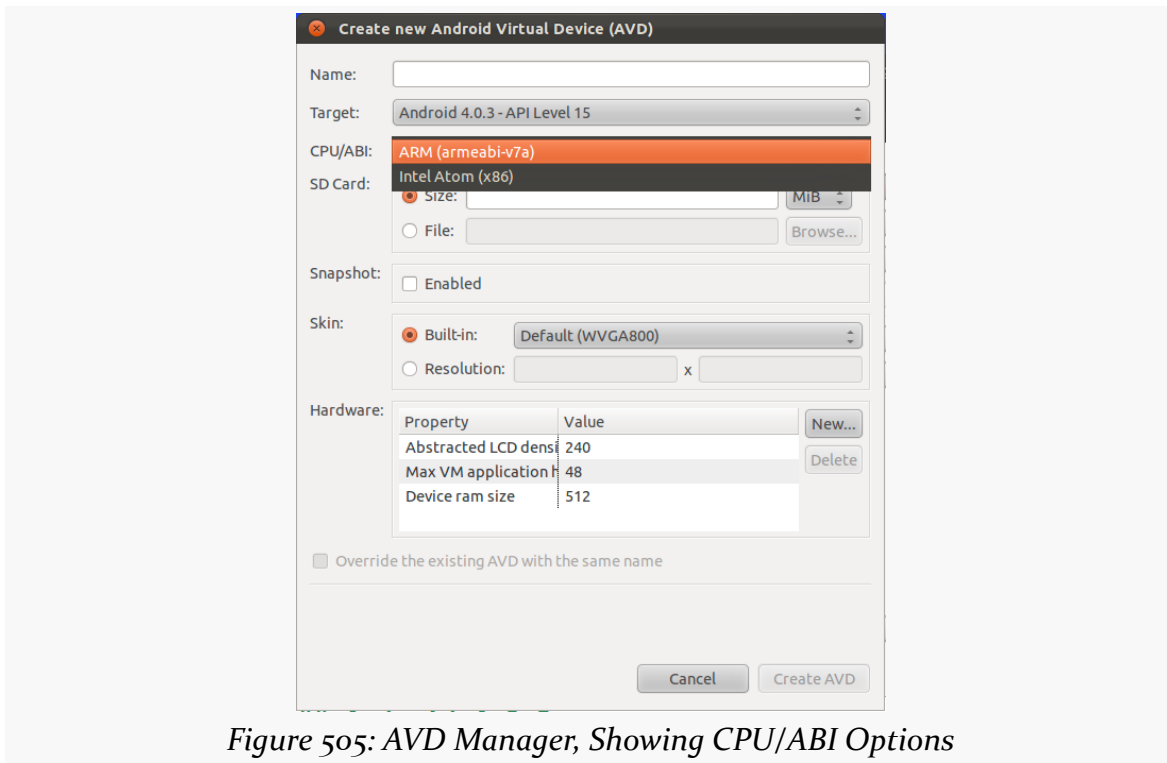 Create new Android Virtual Device (AVD)
Name:
Target: Android 4.0.3 - API Level 15
CPU/ABI: ARM (armeabi-v7a)
Intel Atom (x86)
SD Card:
Size: MiB
File: Browse...
Snapshot:
Enabled
Skin:
Built-in: Default (WVGA800)
Resolution: x
Hardware:
Property Value New...
Abstracted LCD densi 240
Delete
Max VM application h 48
Device ram size 512
Override the existing AVD with the same name
Cancel Create AVD
Figure 505: AVD Manager, Showing CPU/ABI Options